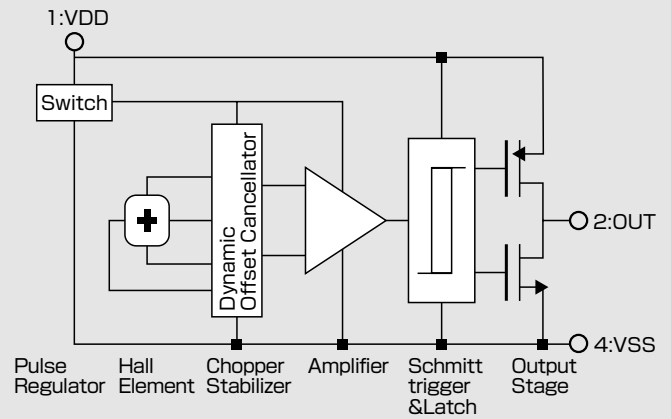 1:VDD
Switch
Dynamic
Offset Cancellator
2:OUT
4:VSS
Pulse
Regulator
Hall
Element
Chopper
Stabilizer
Amplifier
Schmitt
trigger
&Latch
Output
Stage